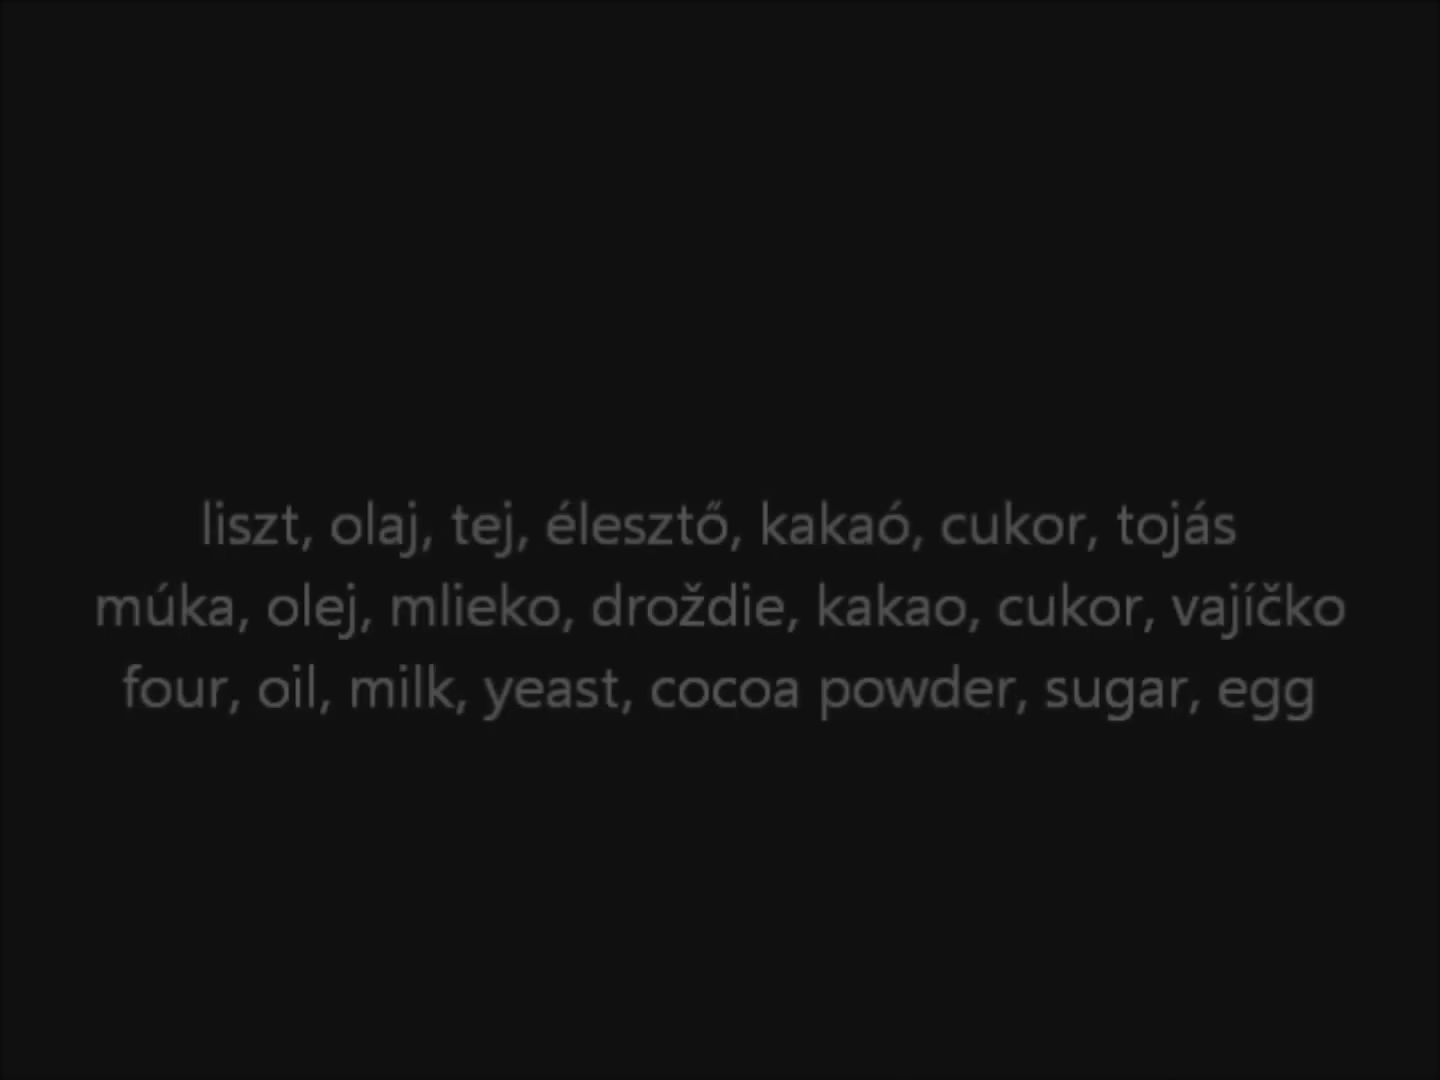 liszt, olaj, tej, élesztő, kakaó, cukor, tojás
múka, olej, mlieko, droždie, kakao, cukor, vajíčko
four, oil, milk, yeast, cocoa powder, sugar, egg